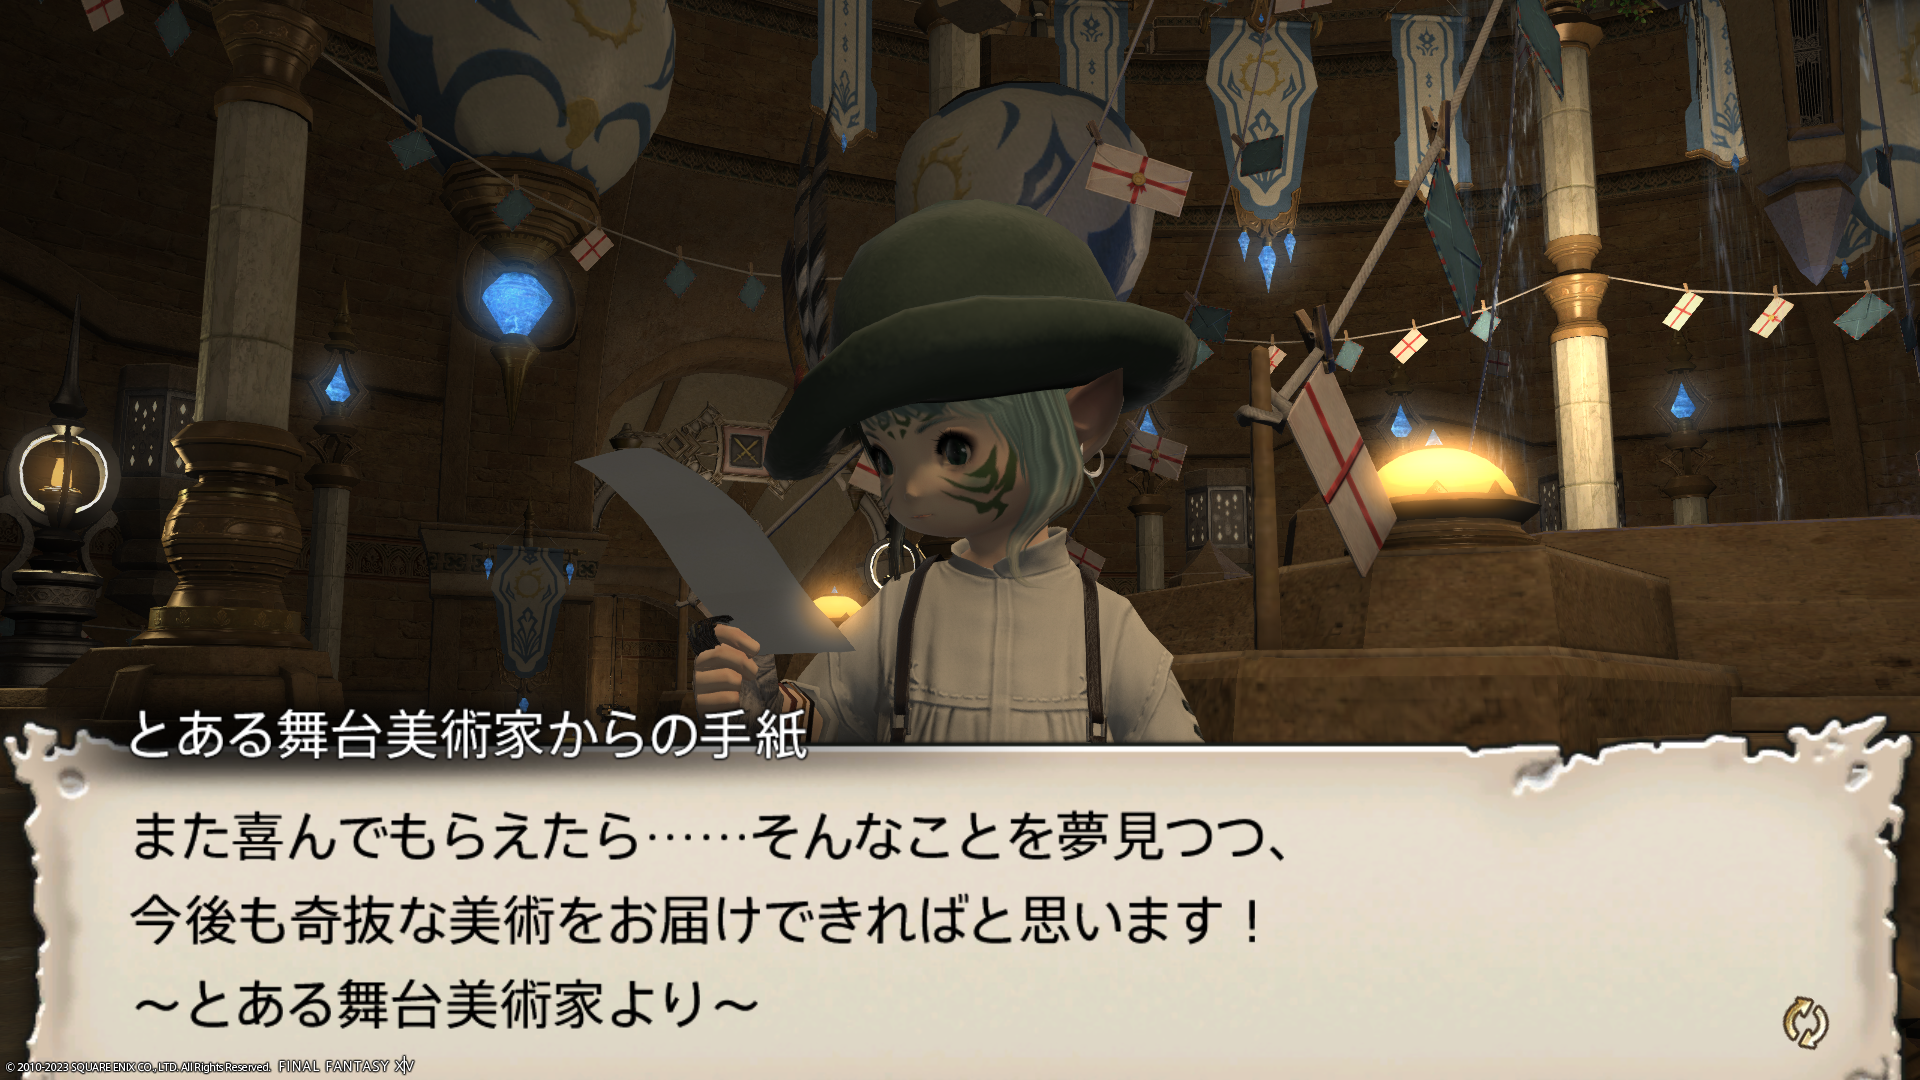 とある舞台美術家からの手紙
また喜んでもらえたら……そんなことを夢見つつ、
今後も奇抜な美術をお届けできればと思います！
～とある舞台美術家より～
© 2010-2023 SQUARE ENIX CO., LTD. All Rights Reserved. FINAL FANTASY XIV